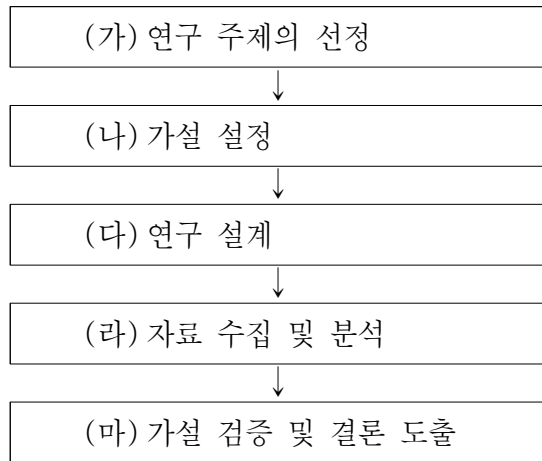 (가) 연구 주제의 선정
(나) 가설 설정
(다) 연구 설계
(라) 자료 수집 및 분석
(마) 가설 검증 및 결론 도출